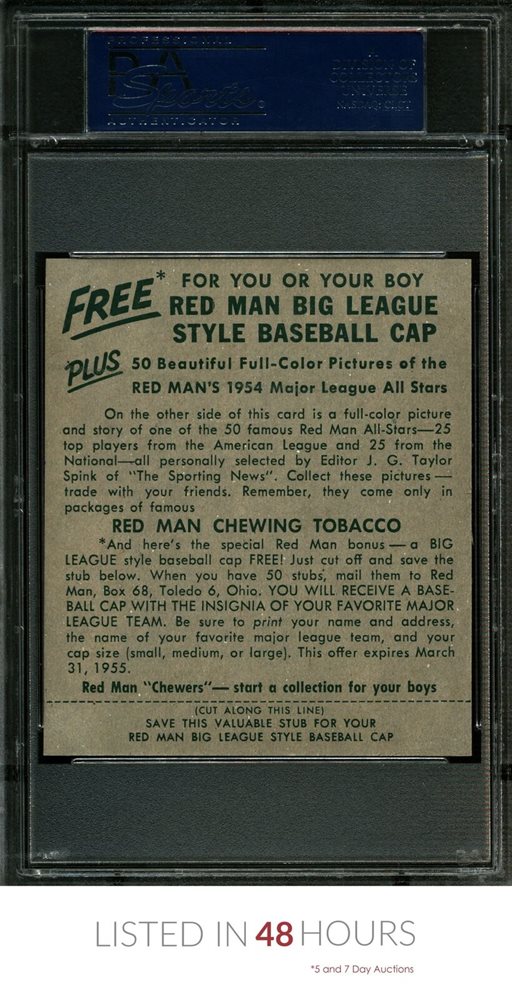 PROFESSIONAL
PSA
Sports®
AUTHENTICATOR
A
DIVISION OF
COLLECTORS
UNIVERSE
NASDAQ: CLCT
FREE* FOR YOU OR YOUR BOY
RED MAN BIG LEAGUE
STYLE BASEBALL CAP
PLUS 50 Beautiful Full-Color Pictures of the
RED MAN'S 1954 Major League All Stars
On the other side of this card is a full-color picture
and story of one of the 50 famous Red Man All-Stars—25
top players from the American League and 25 from the
National—all personally selected by Editor J. G. Taylor
Spink of "The Sporting News". Collect these pictures—
trade with your friends. Remember, they come only in
packages of famous
RED MAN CHEWING TOBACCO
*And here's the special Red Man bonus—a BIG
LEAGUE style baseball cap FREE! Just cut off and save the
stub below. When you have 50 stubs, mail them to Red
Man, Box 68, Toledo 6, Ohio. YOU WILL RECEIVE A BASE-
BALL CAP WITH THE INSIGNIA OF YOUR FAVORITE MAJOR
LEAGUE TEAM. Be sure to print your name and address,
the name of your favorite major league team, and your
cap size (small, medium, or large). This offer expires March
31, 1955.
Red Man "Chewers"—start a collection for your boys
(CUT ALONG THIS LINE)
SAVE THIS VALUABLE STUB FOR YOUR
RED MAN BIG LEAGUE STYLE BASEBALL CAP
LISTED IN 48 HOURS
*5 and 7 Day Auctions